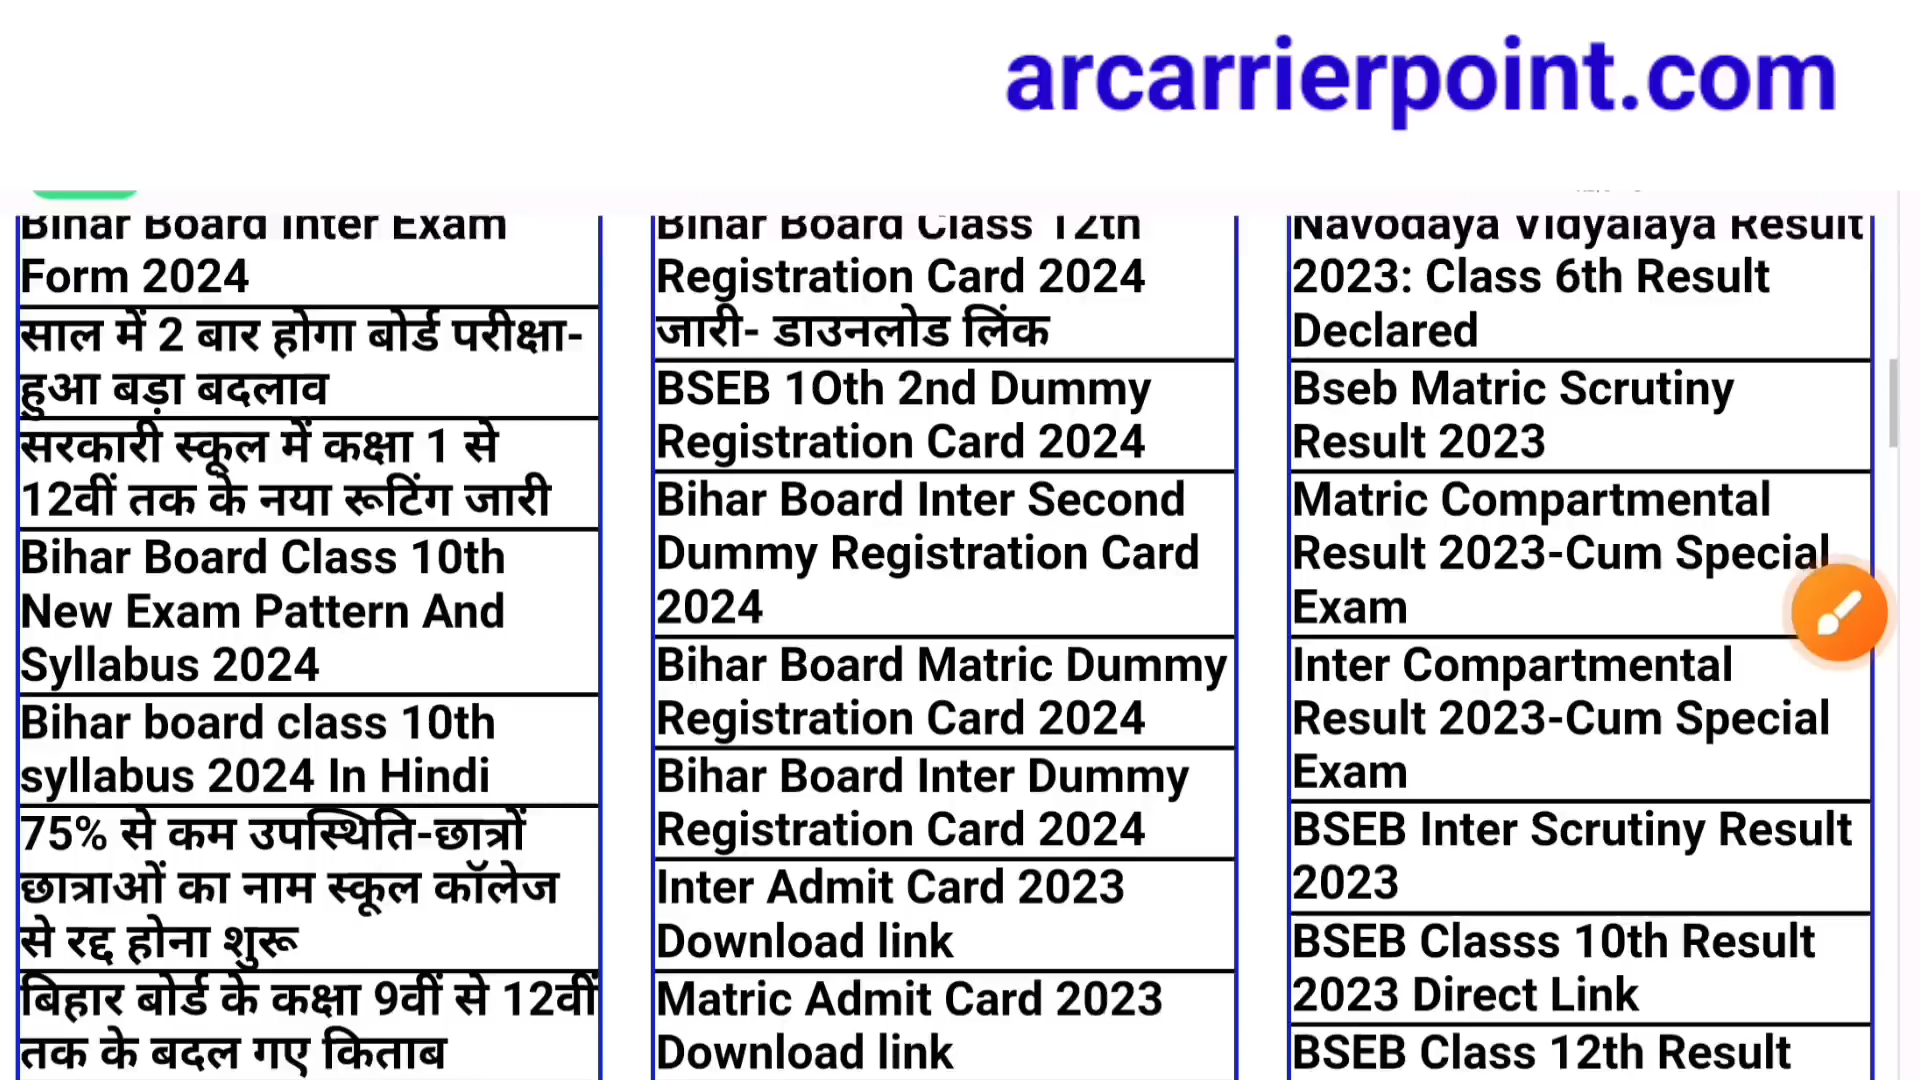 arcarrierpoint.com
Bihar Board Inter Exam
Form 2024
साल में 2 बार होगा बोर्ड परीक्षा-
हुआ बड़ा बदलाव
सरकारी स्कूल में कक्षा 1 से
12वीं तक के नया रूटिंग जारी
Bihar Board Class 10th
New Exam Pattern And
Syllabus 2024
Bihar board class 10th
syllabus 2024 In Hindi
75% से कम उपस्थिति-छात्रों
छात्राओं का नाम स्कूल कॉलेज
से रद्द होना शुरू
बिहार बोर्ड के कक्षा 9वीं से 12वीं
तक के बदल गए किताब
Bihar Board Class 12th
Registration Card 2024
जारी- डाउनलोड लिंक
BSEB 1Oth 2nd Dummy
Registration Card 2024
Bihar Board Inter Second
Dummy Registration Card
2024
Bihar Board Matric Dummy
Registration Card 2024
Bihar Board Inter Dummy
Registration Card 2024
Inter Admit Card 2023
Download link
Matric Admit Card 2023
Download link
Navodaya Vidyalaya Result
2023: Class 6th Result
Declared
Bseb Matric Scrutiny
Result 2023
Matric Compartmental
Result 2023-Cum Special
Exam
Inter Compartmental
Result 2023-Cum Special
Exam
BSEB Inter Scrutiny Result
2023
BSEB Classs 10th Result
2023 Direct Link
BSEB Class 12th Result